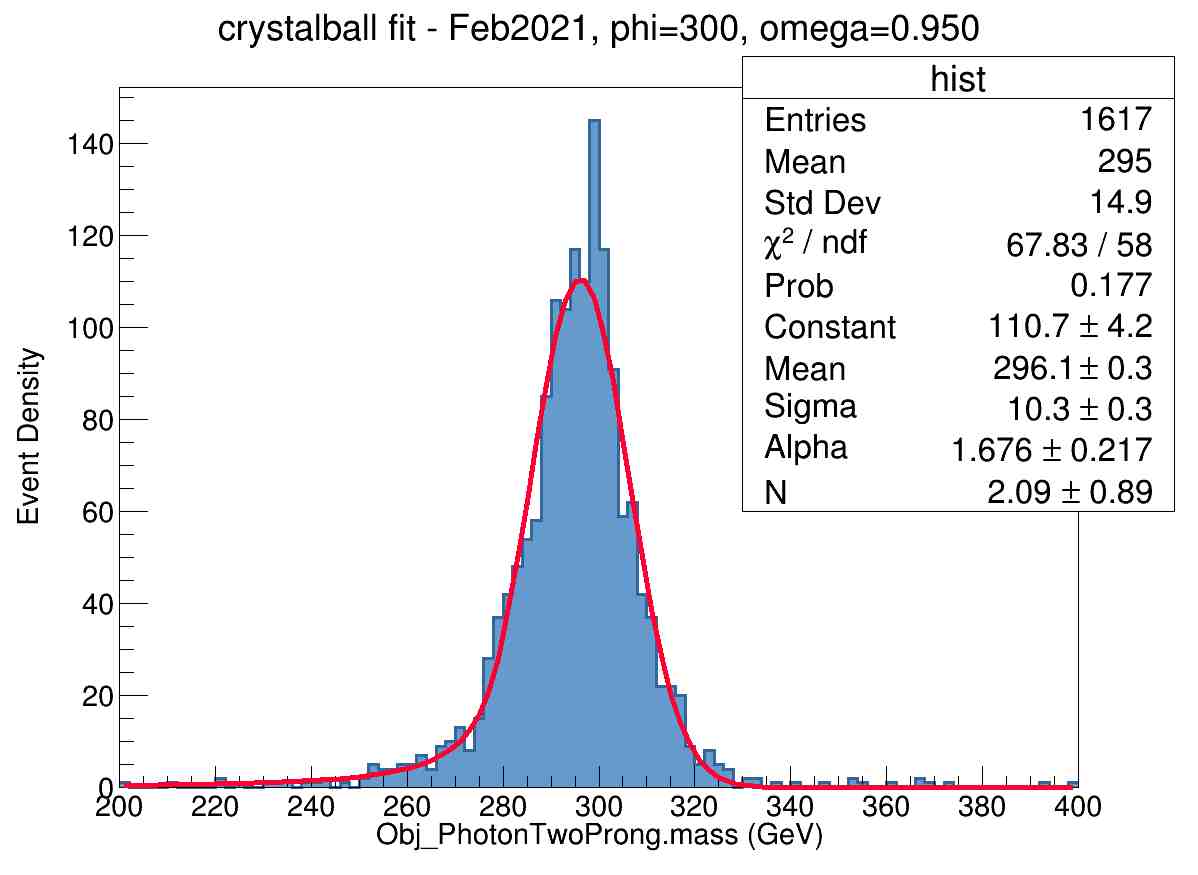 crystalball fit - Feb2021, phi=300, omega=0.950
hist
Entries 1617
Mean 295
Std Dev 14.9
χ² / ndf 67.83 / 58
Prob 0.177
Constant 110.7 ± 4.2
Mean 296.1 ± 0.3
Sigma 10.3 ± 0.3
Alpha 1.676 ± 0.217
N 2.09 ± 0.89
Event Density
140
120
100
80
60
40
20
0
200 220 240 260 280 300 320 340 360 380 400
Obj_PhotonTwoProng.mass (GeV)